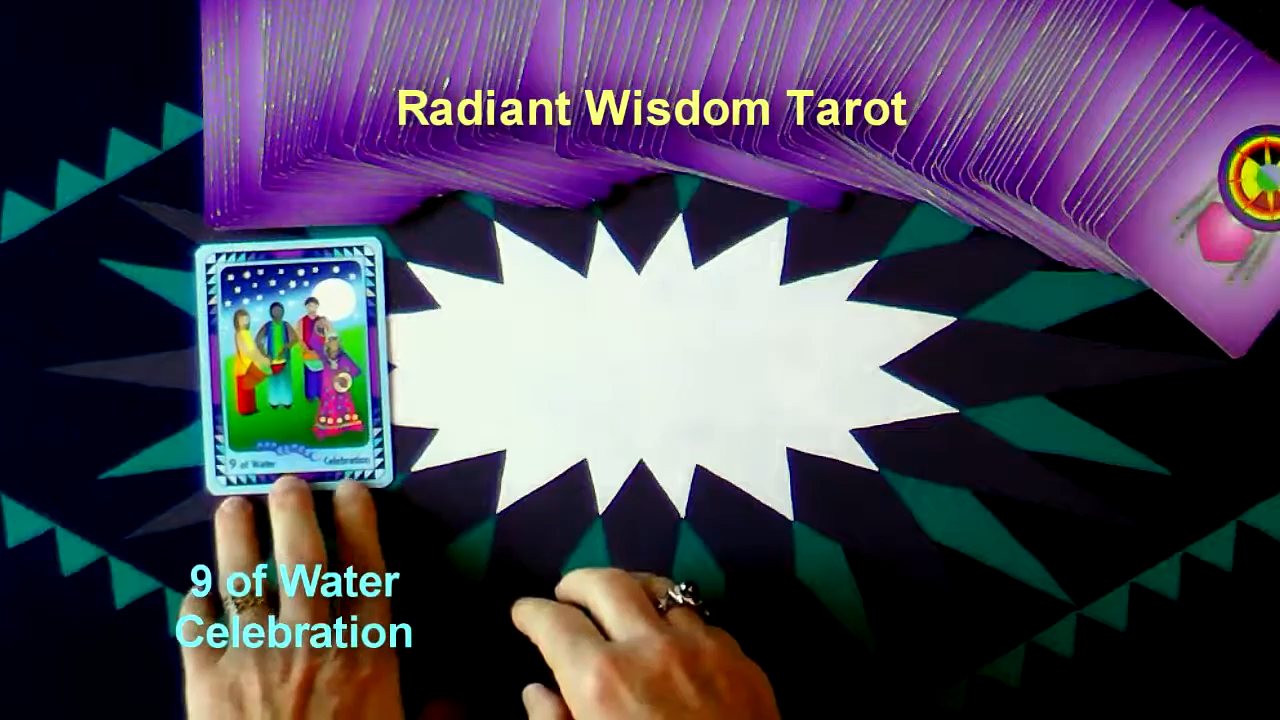 Radiant Wisdom Tarot
9 of Water
Celebration
9 of Water
Celebration